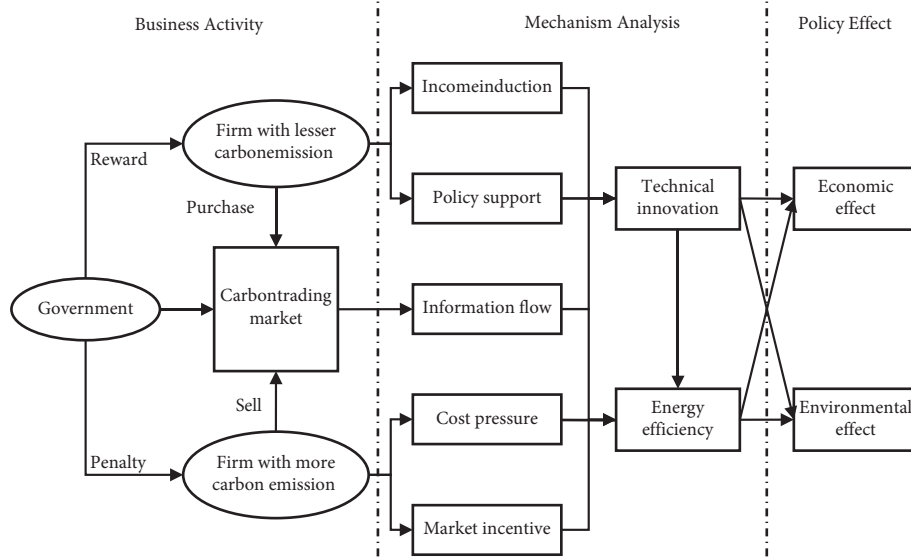 Business Activity
Mechanism Analysis
Policy Effect
Incomeinduction
Firm with lesser
carbonemission
Reward
Policy support
Technical
innovation
Economic
effect
Purchase
Government
Carbontrading
market
Information flow
Sell
Cost pressure
Energy
efficiency
Environmental
effect
Penalty
Firm with more
carbon emission
Market incentive